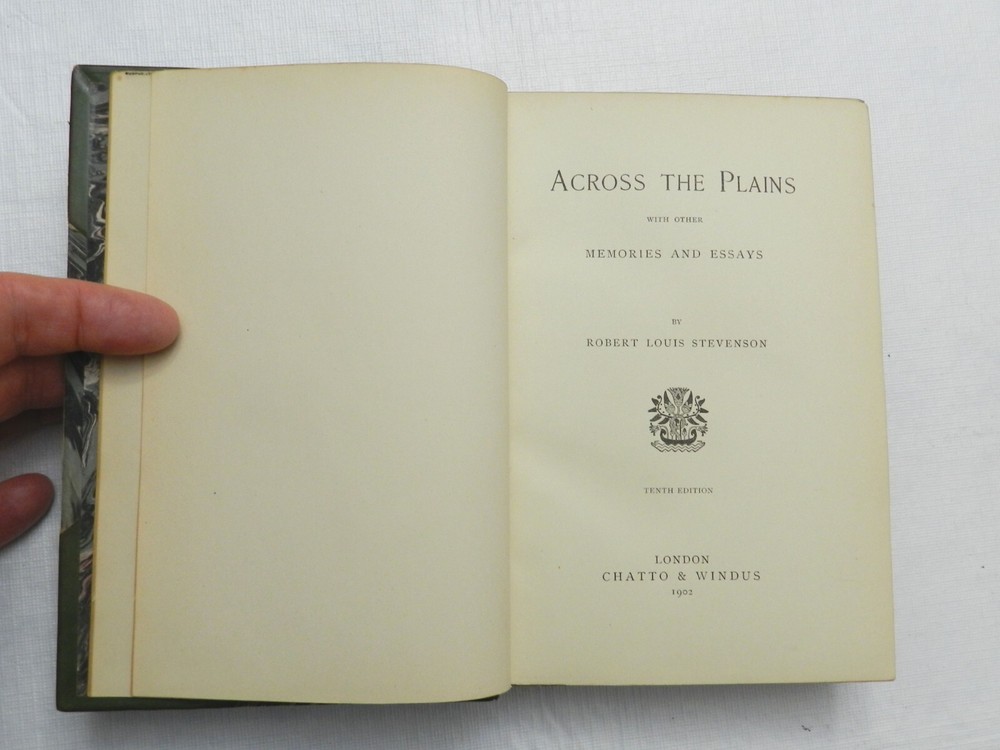 ACROSS THE PLAINS
WITH OTHER
MEMORIES AND ESSAYS
BY
ROBERT LOUIS STEVENSON
TENTH EDITION
LONDON
CHATTO & WINDUS
1902